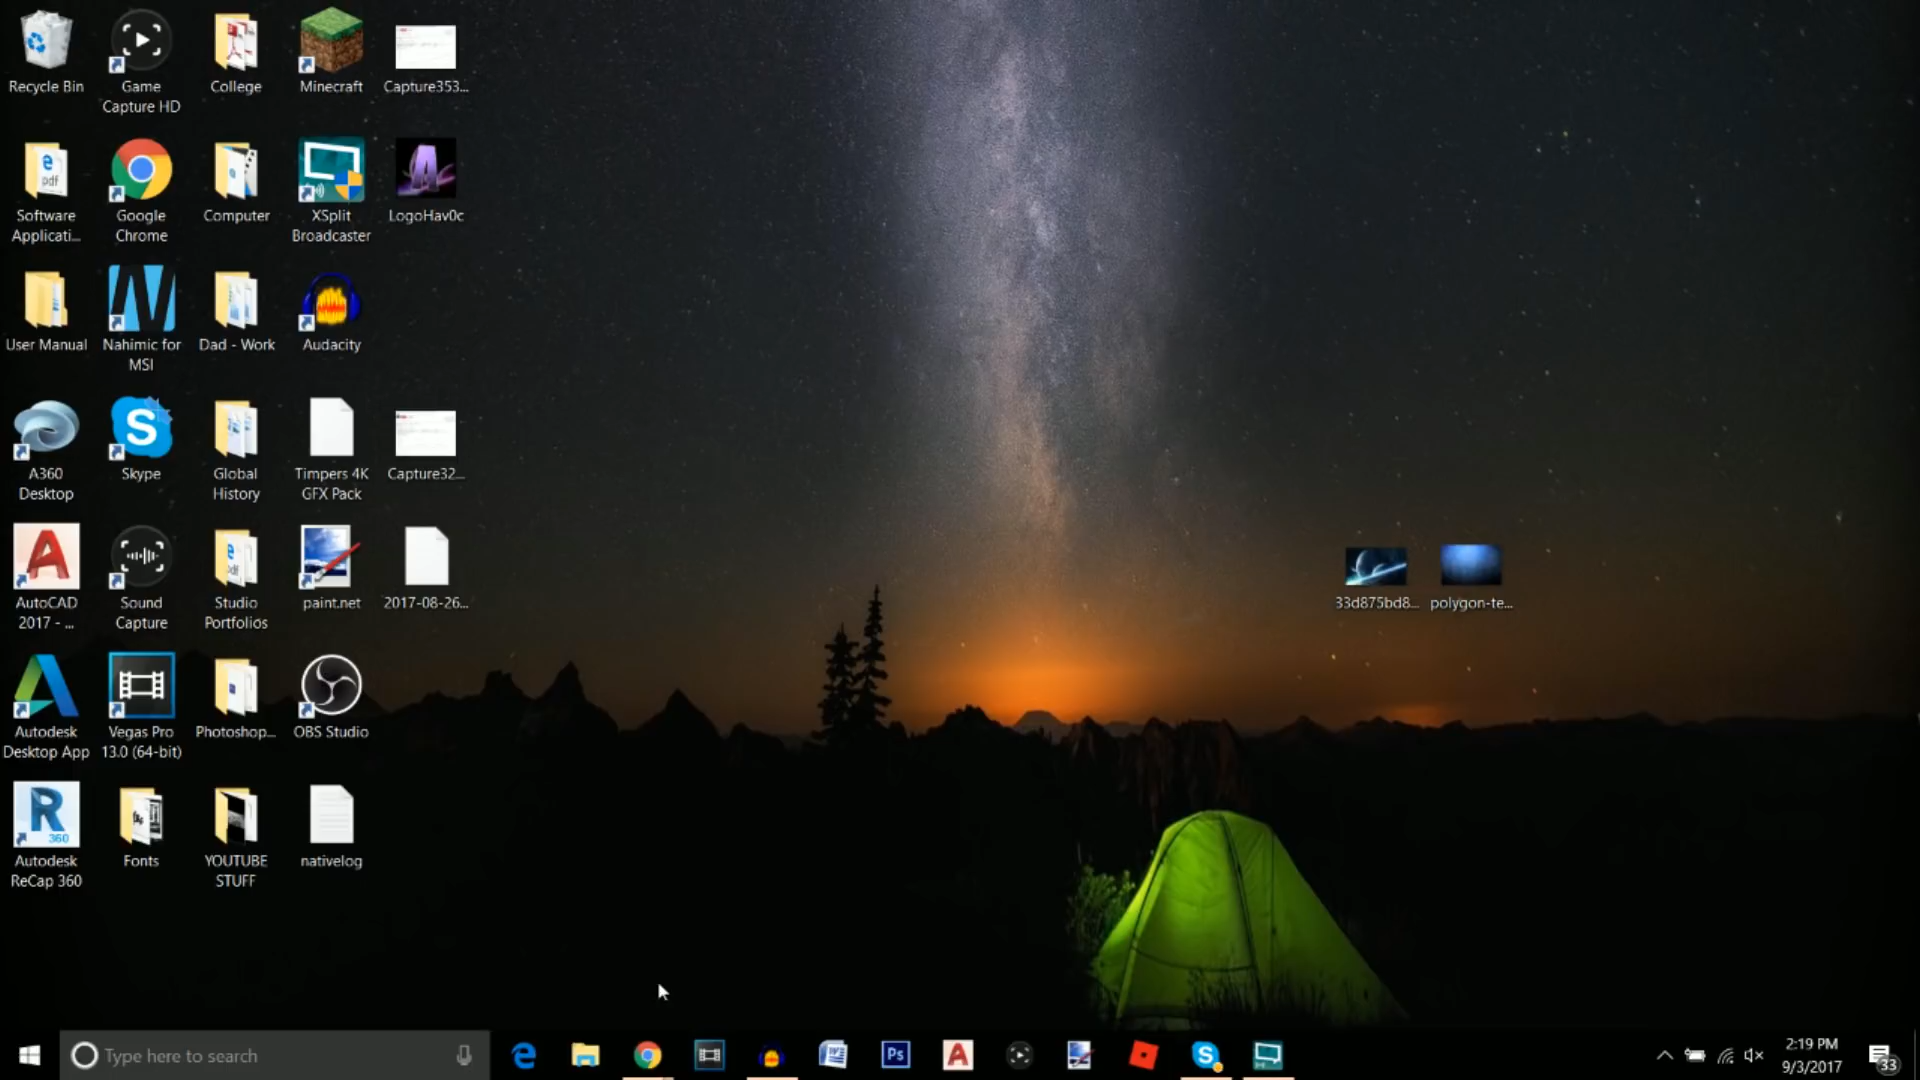 Recycle Bin
Game
Capture HD
College
Minecraft
Capture353...
Software
Applicati...
Google
Chrome
Computer
XSplit
Broadcaster
LogoHav0c
User Manual
Nahimic for
MSI
Dad - Work
Audacity
A360
Desktop
Skype
Global
History
Timpers 4K
GFX Pack
Capture32...
AutoCAD
2017 - ...
Sound
Capture
Studio
Portfolios
paint.net
2017-08-26...
33d875bd8...
polygon-te...
Autodesk
Desktop App
Vegas Pro
13.0 (64-bit)
Photoshop...
OBS Studio
Autodesk
ReCap 360
Fonts
YOUTUBE
STUFF
nativelog
Type here to search
Ps
2:19 PM
9/3/2017
33